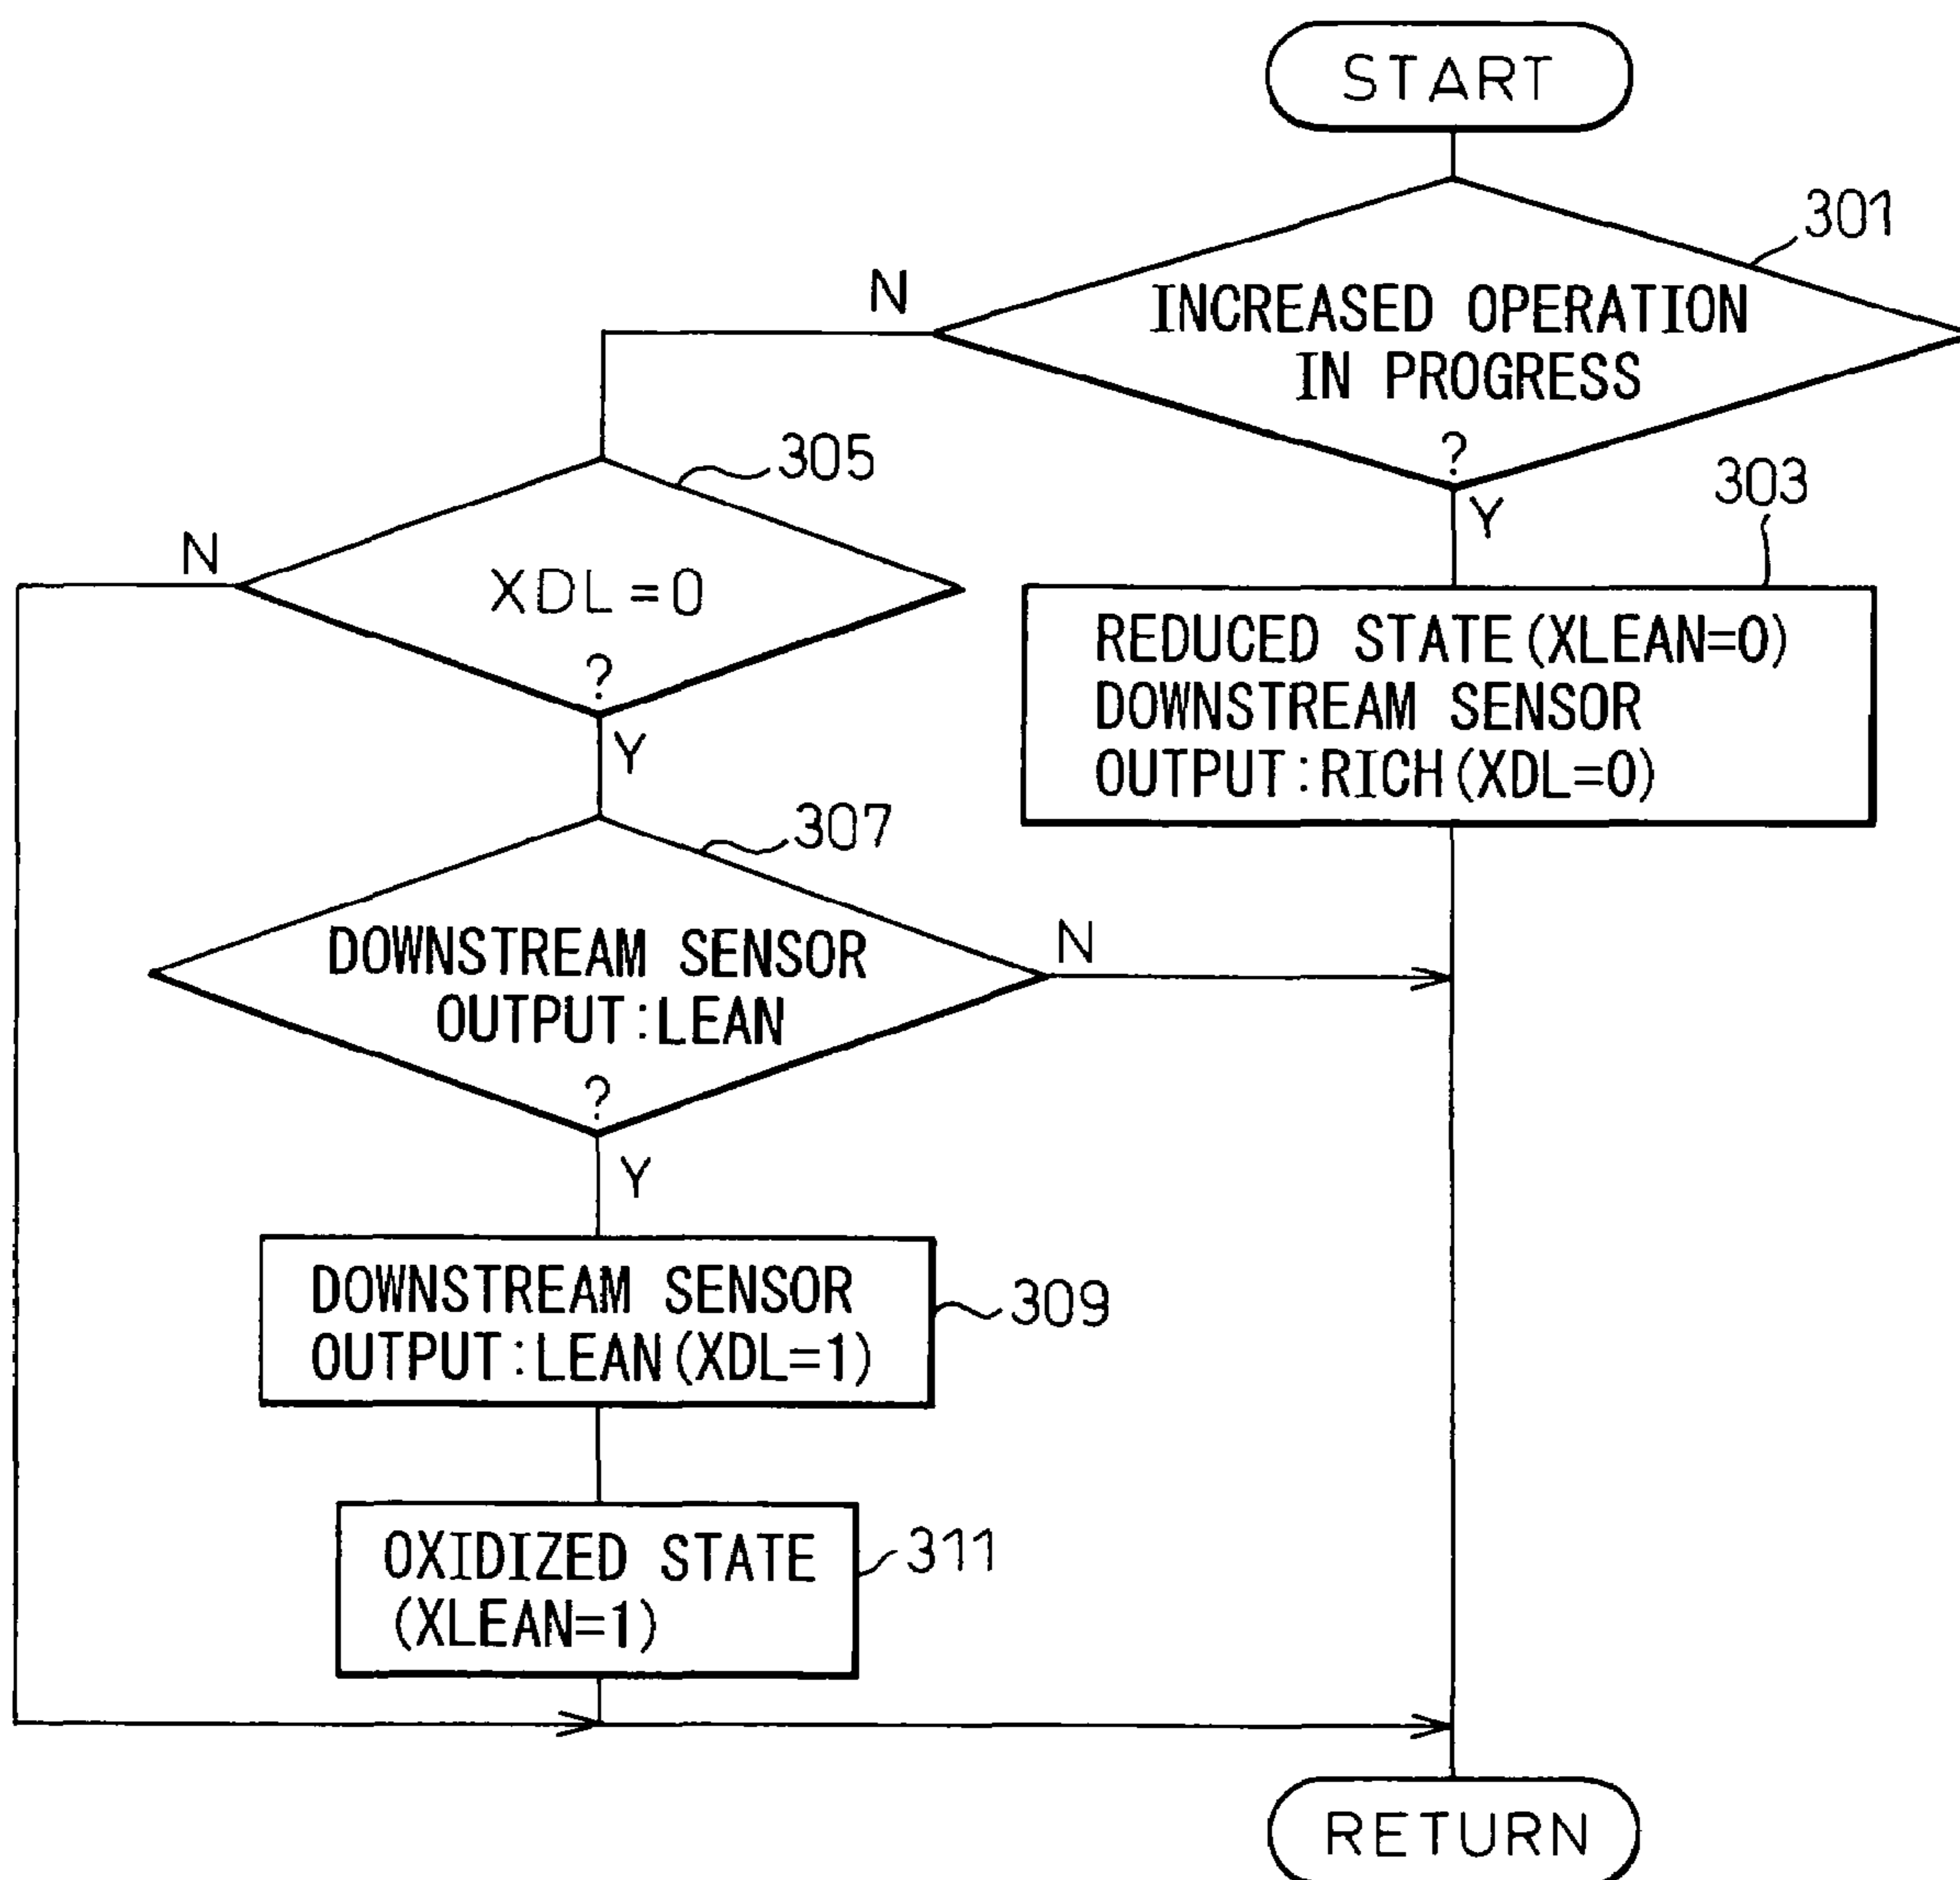 START
301
N
INCREASED OPERATION
IN PROGRESS
?
Y
305
303
N
XDL=0
?
Y
REDUCED STATE(XLEAN=0)
DOWNSTREAM SENSOR
OUTPUT:RICH(XDL=0)
307
DOWNSTREAM SENSOR
OUTPUT:LEAN
?
N
Y
DOWNSTREAM SENSOR
OUTPUT:LEAN(XDL=1)
309
OXIDIZED STATE
(XLEAN=1)
311
RETURN